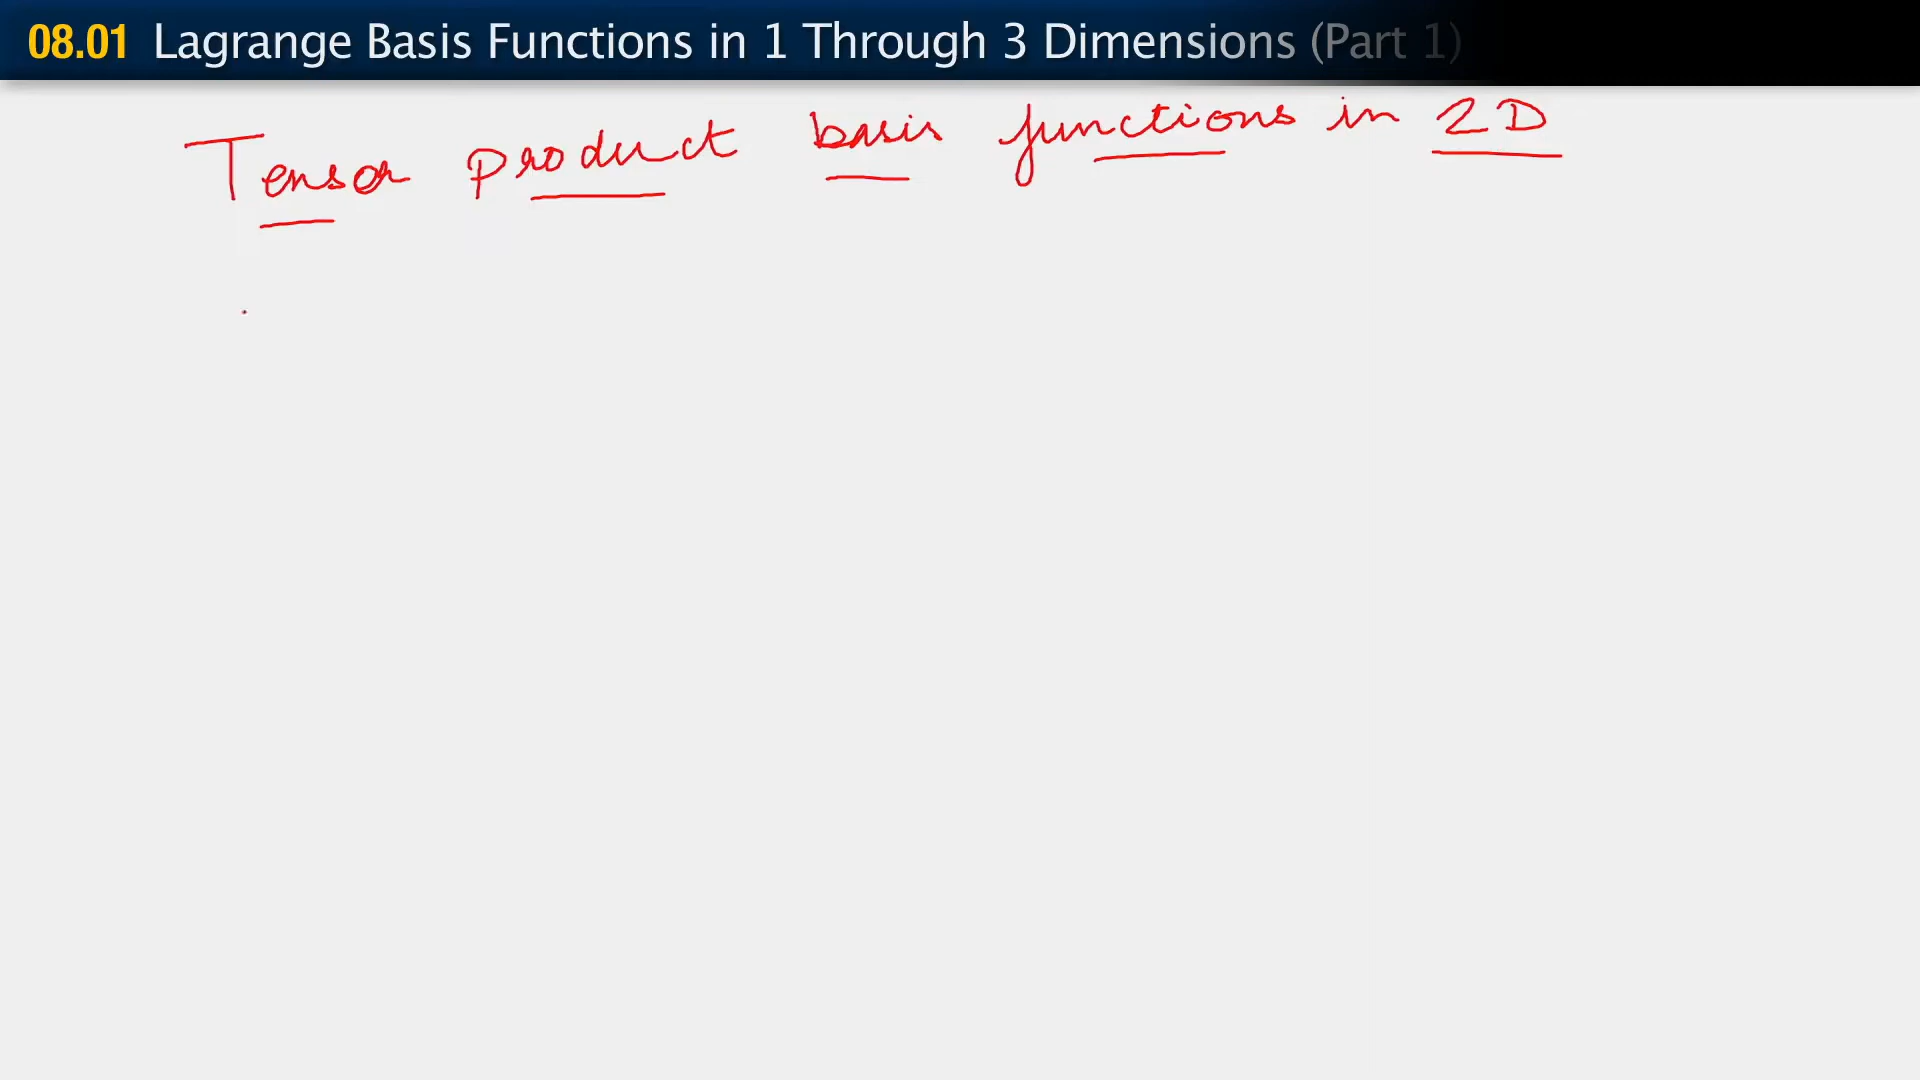 08.01 Lagrange Basis Functions in 1 Through 3 Dimensions (Part 1)
Tensor product basis functions in 2D